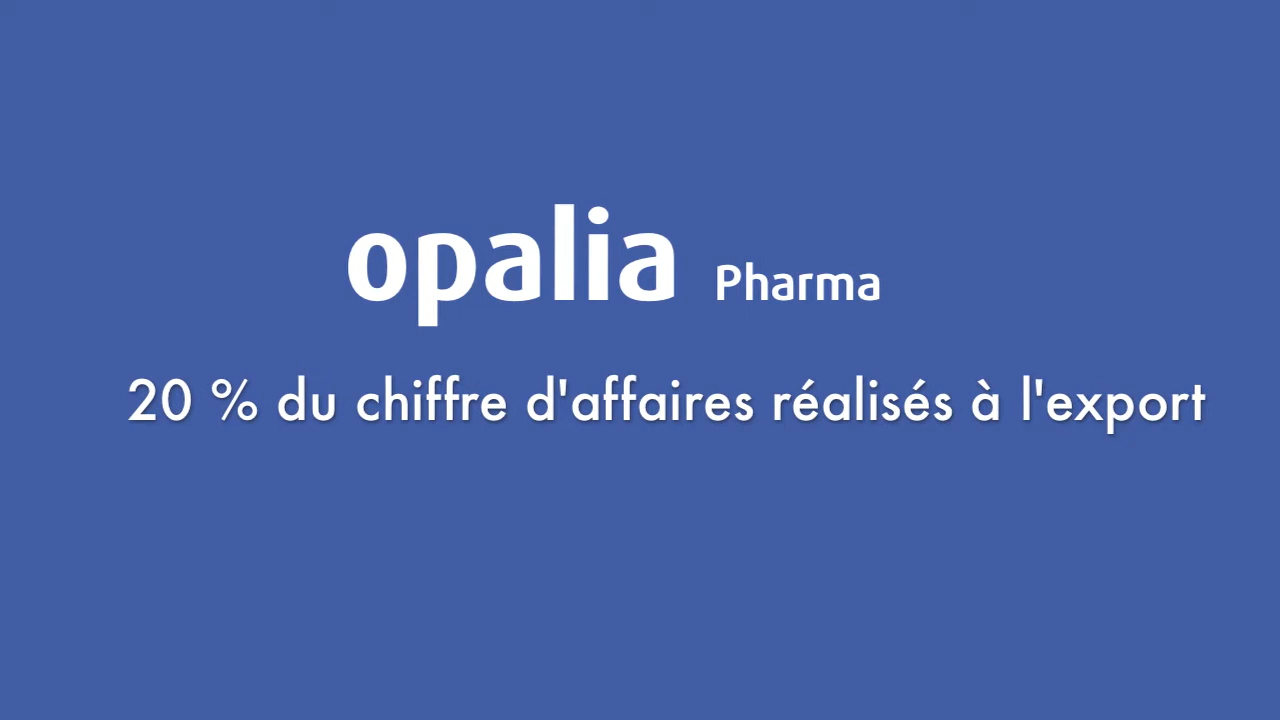 opalia Pharma
20 % du chiffre d'affaires réalisés à l'export